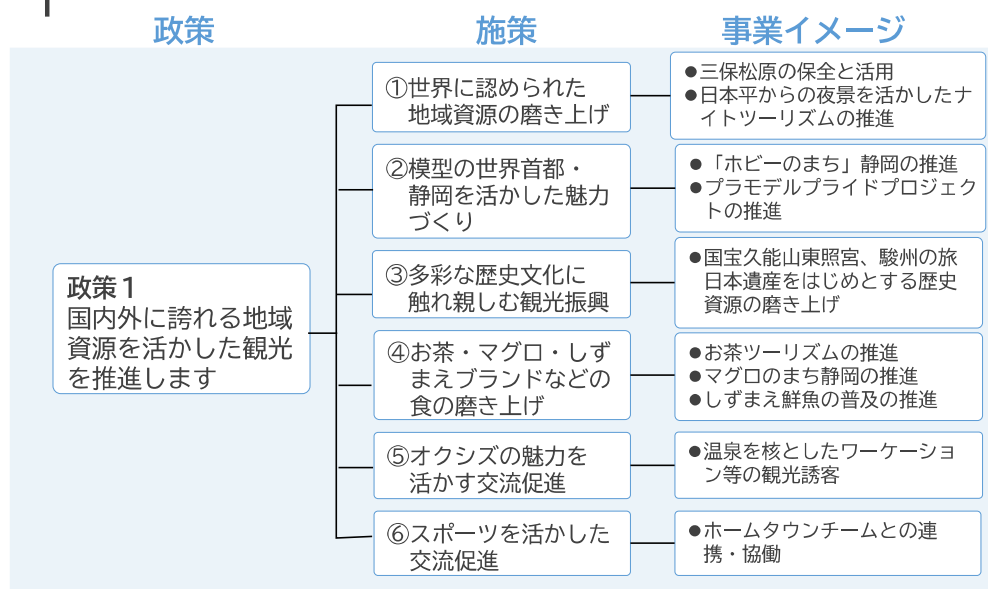 政策
施策
事業イメージ
政策１
国内外に誇れる地域
資源を活かした観光
を推進します
①世界に認められた
地域資源の磨き上げ
●三保松原の保全と活用
●日本平からの夜景を活かしたナ
イトツーリズムの推進
②模型の世界首都・
静岡を活かした魅力
づくり
●「ホビーのまち」静岡の推進
●プラモデルプライドプロジェク
トの推進
③多彩な歴史文化に
触れ親しむ観光振興
●国宝久能山東照宮、駿州の旅
日本遺産をはじめとする歴史
資源の磨き上げ
④お茶・マグロ・しず
まえブランドなどの
食の磨き上げ
●お茶ツーリズムの推進
●マグロのまち静岡の推進
●しずまえ鮮魚の普及の推進
⑤オクシズの魅力を
活かす交流促進
●温泉を核としたワーケーショ
ン等の観光誘客
⑥スポーツを活かした
交流促進
●ホームタウンチームとの連
携・協働